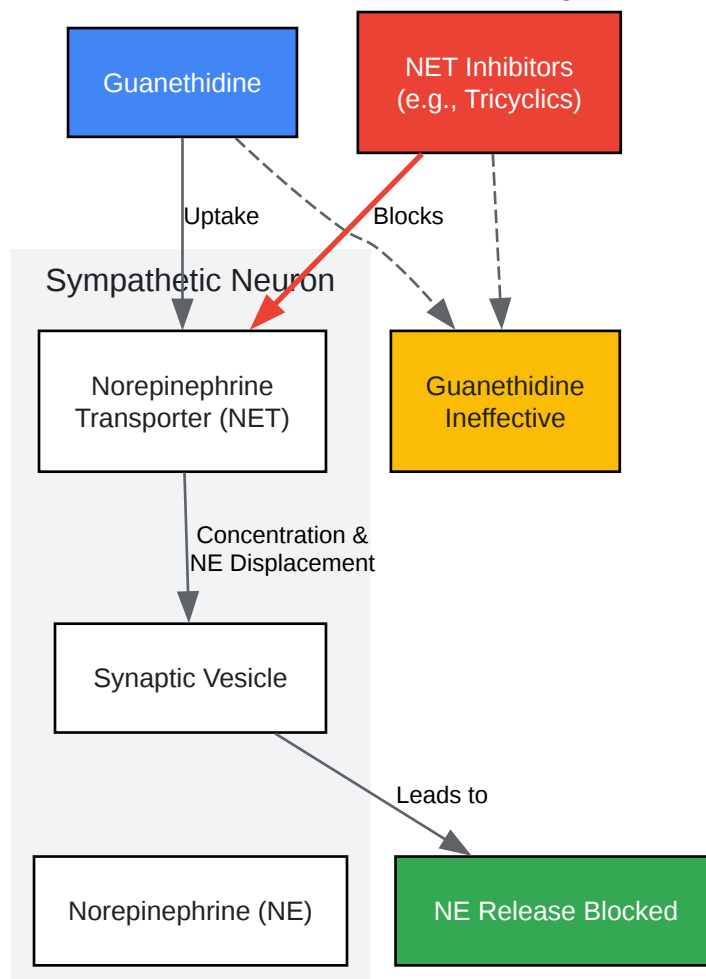 Guanethidine
NET Inhibitors
(e.g., Tricyclics)
Uptake
Blocks
Sympathetic Neuron
Norepinephrine
Transporter (NET)
Guanethidine
Ineffective
Concentration &
NE Displacement
Synaptic Vesicle
Leads to
Norepinephrine (NE)
NE Release Blocked